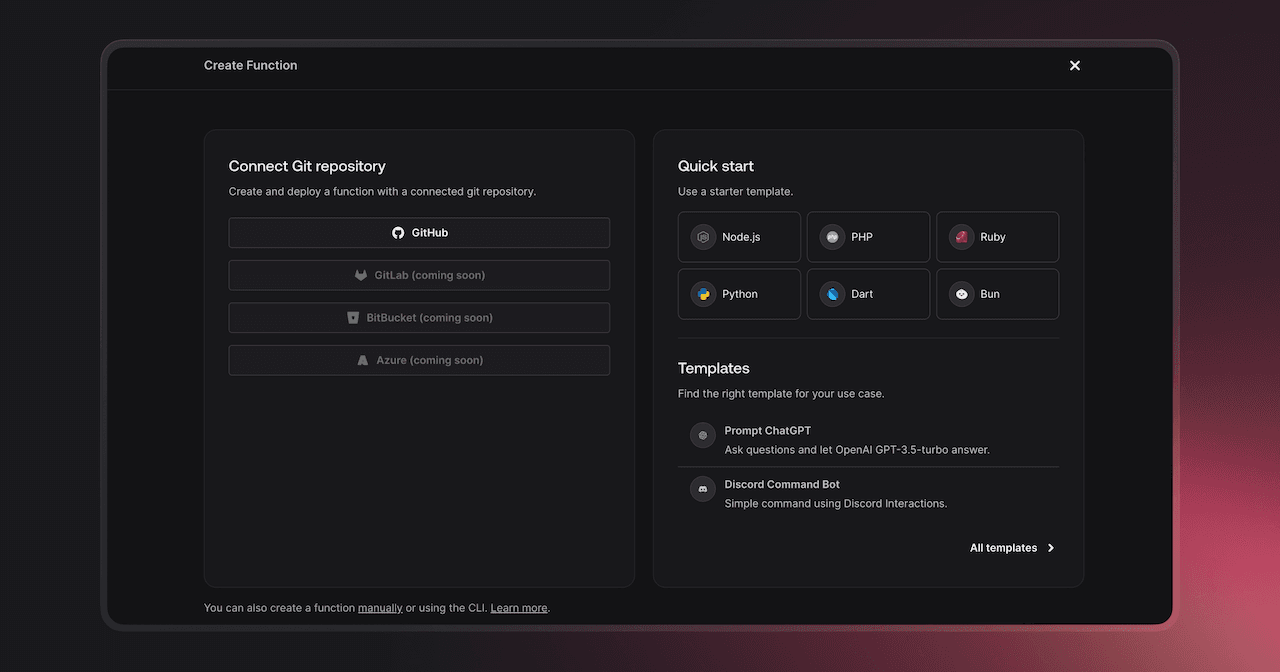 Create Function
Connect Git repository
Create and deploy a function with a connected git repository.
GitHub
GitLab (coming soon)
BitBucket (coming soon)
Azure (coming soon)
Quick start
Use a starter template.
Node.js
PHP
Ruby
Python
Dart
Bun
Templates
Find the right template for your use case.
Prompt ChatGPT
Ask questions and let OpenAI GPT-3.5-turbo answer.
Discord Command Bot
Simple command using Discord Interactions.
All templates
You can also create a function manually or using the CLI. Learn more.